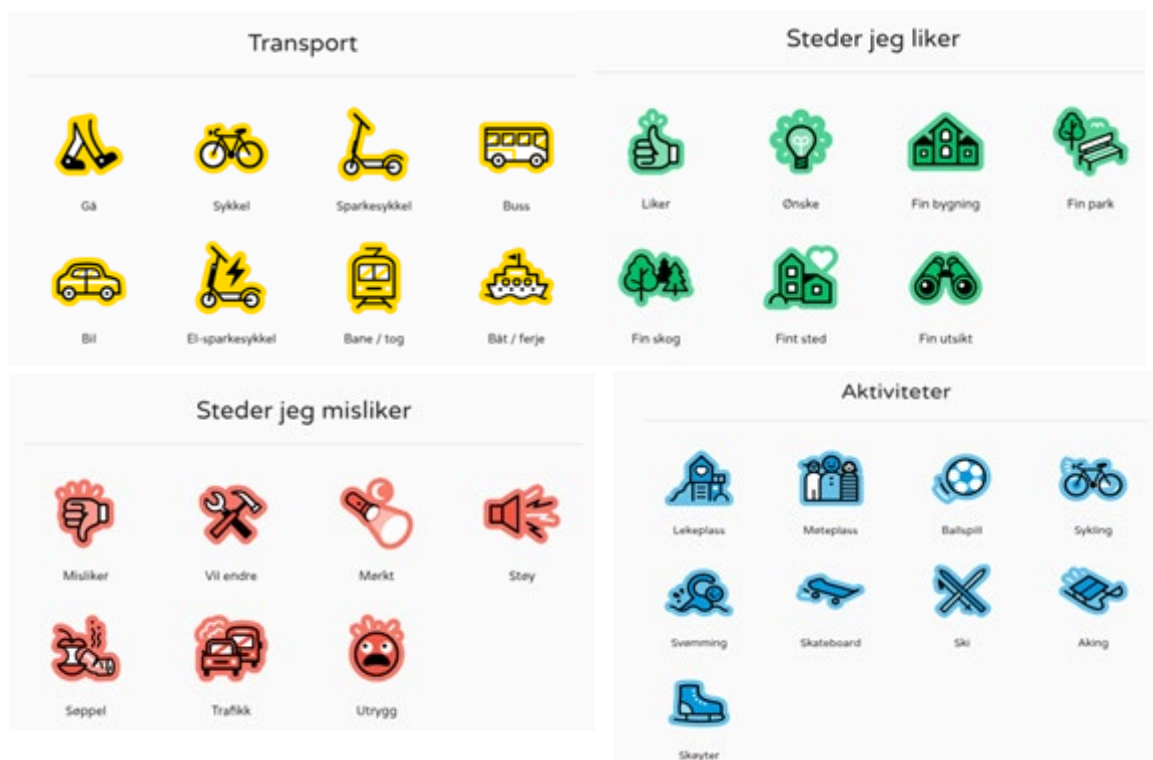 Transport
Gå
Sykkel
Sparkesykkel
Buss
Bil
El-sparkesykkel
Bane / tog
Båt / ferje
Steder jeg liker
Liker
Ønske
Fin bygning
Fin park
Fin skog
Fint sted
Fin utsikt
Steder jeg misliker
Misliker
Vil endre
Mørkt
Støy
Søppel
Trafikk
Utrygg
Aktiviteter
Lekeplass
Møteplass
Ballspill
Sykling
Svømming
Skateboard
Ski
Aking
Skøyter